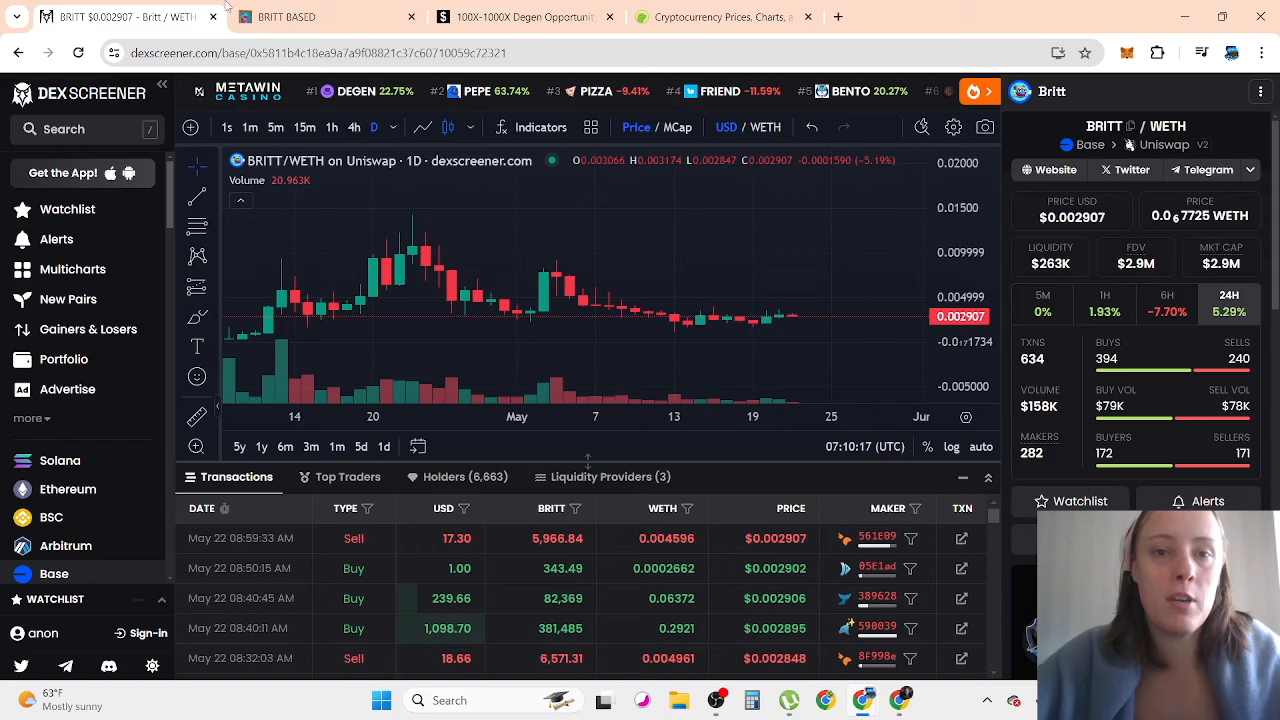 BRITT $0.002907 - Britt / WETH
BRITT BASED
100X-1000X Degen Opportunit
Cryptocurrency Prices, Charts, a
dexscreener.com/base/0x5811b4c18ea9a7a9f08821c37c60710059c72321
DEXSCREENER
METAWIN CASINO
#1 DEGEN 22.75% #2 PEPE 63.74% #3 PIZZA -9.41% #4 FRIEND -11.59% #5 BENTO 20.27% #6
Britt
Search /
1s 1m 5m 15m 1h 4h D Indicators Price / MCap USD / WETH
BRITT / WETH
Base > Uniswap V2
Get the App!
BRITT/WETH on Uniswap · 1D · dexscreener.com O0.003066 H0.003174 L0.002847 C0.002907 -0.0001590 (−5.19%)
Volume 20.963K
Website Twitter Telegram
Watchlist
Alerts
Multicharts
New Pairs
Gainers & Losers
Portfolio
Ad Advertise
more
Solana
Ethereum
BSC
Arbitrum
Base
WATCHLIST
anon Sign-in
0.02000
0.01500
0.009999
0.004999
0.002907
-0.0₁₇1734
-0.005000
14 20 May 7 13 19 25 Jun
5y 1y 6m 3m 1m 5d 1d 07:10:17 (UTC) % log auto
PRICE USD
$0.002907
PRICE
0.0₆7725 WETH
LIQUIDITY
$263K
FDV
$2.9M
MKT CAP
$2.9M
5M
0%
1H
1.93%
6H
-7.70%
24H
5.29%
TXNS
634
BUYS SELLS
394 240
VOLUME
$158K
BUY VOL SELL VOL
$79K $78K
MAKERS
282
BUYERS SELLERS
172 171
Watchlist Alerts
Transactions Top Traders Holders (6,663) Liquidity Providers (3)
DATE TYPE USD BRITT WETH PRICE MAKER TXN
May 22 08:59:33 AM Sell 17.30 5,966.84 0.004596 $0.002907 561E09
May 22 08:50:15 AM Buy 1.00 343.49 0.0002662 $0.002902 05E1ad
May 22 08:40:45 AM Buy 239.66 82,369 0.06372 $0.002906 389628
May 22 08:40:11 AM Buy 1,098.70 381,485 0.2921 $0.002895 590039
May 22 08:32:03 AM Sell 18.66 6,571.31 0.004961 $0.002848 8F998e
63°F
Mostly sunny
Search